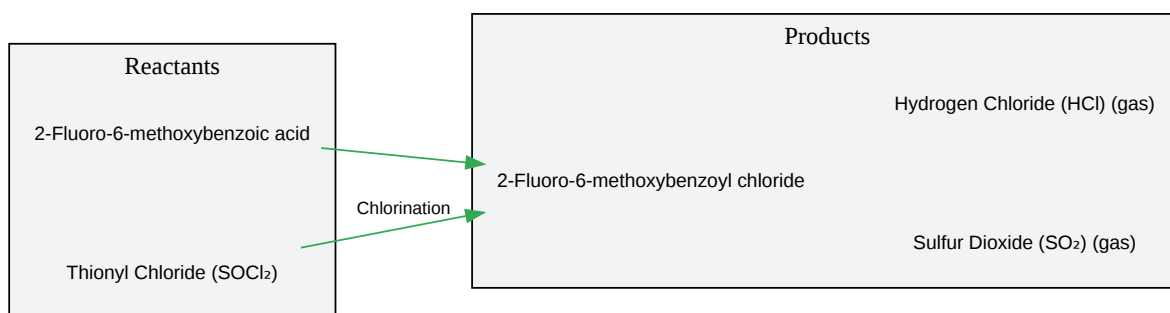 Reactants
2-Fluoro-6-methoxybenzoic acid
Thionyl Chloride (SOCl₂)
Chlorination
Products
2-Fluoro-6-methoxybenzoyl chloride
Hydrogen Chloride (HCl) (gas)
Sulfur Dioxide (SO₂) (gas)